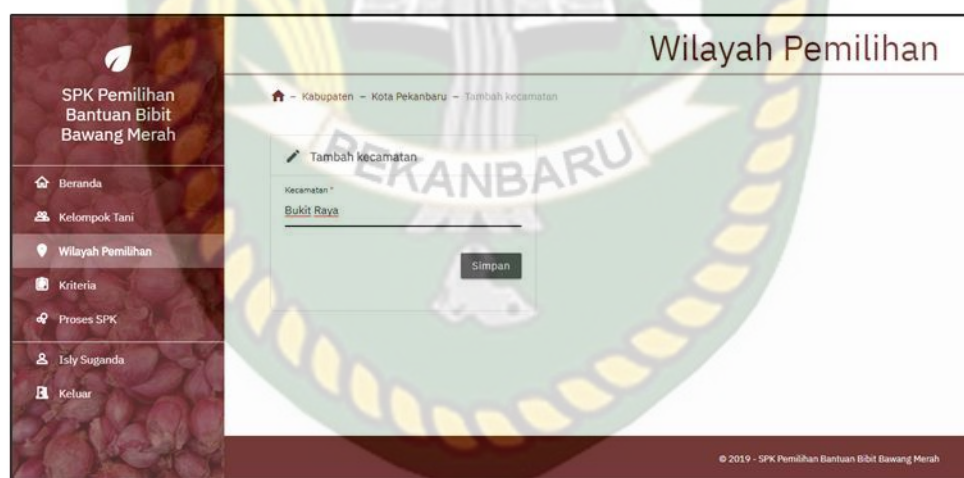 Wilayah Pemilihan
SPK Pemilihan
Bantuan Bibit
Bawang Merah
Beranda
Kelompok Tani
Wilayah Pemilihan
Kriteria
Proses SPK
Isly Suganda
Keluar
– Kabupaten – Kota Pekanbaru – Tambah kecamatan
Tambah kecamatan
Kecamatan *
Bukit Raya
Simpan
PEKANBARU
© 2019 - SPK Pemilihan Bantuan Bibit Bawang Merah